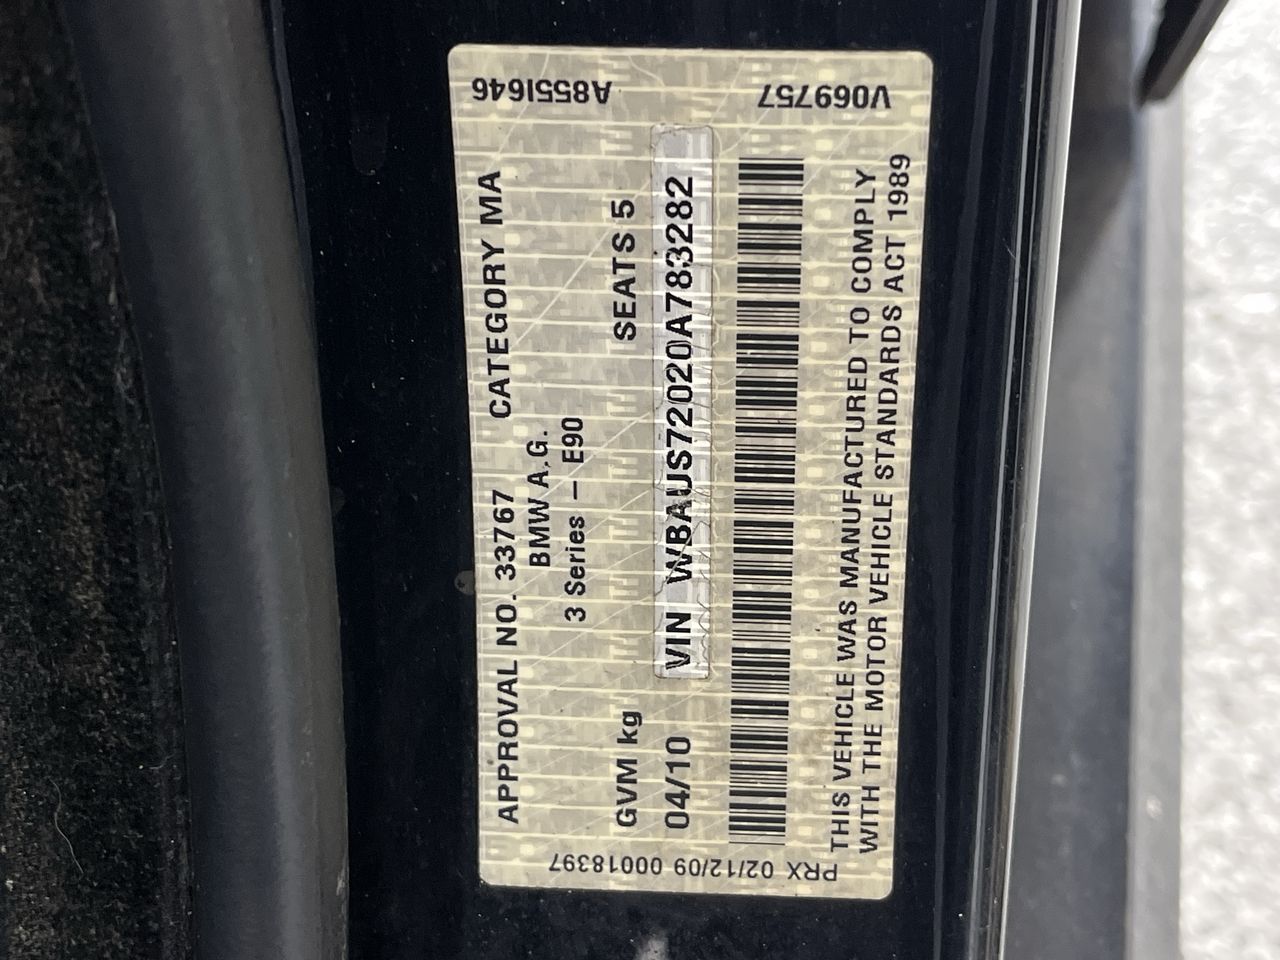 APPROVAL NO. 33767 CATEGORY MA
BMW A.G.
3 Series – E90
GVM kg SEATS 5
04/10 VIN WBAUS72020A783282
THIS VEHICLE WAS MANUFACTURED TO COMPLY
WITH THE MOTOR VEHICLE STANDARDS ACT 1989
A8551646
V069757
PRX 02/12/09 00018397